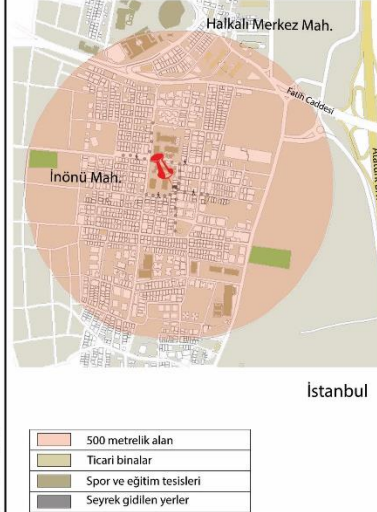 Halkalı Merkez Mah.
Fatih Caddesi
İnönü Mah.
İstanbul
500 metrelik alan
Ticari binalar
Spor ve eğitim tesisleri
Seyrek gidilen yerler